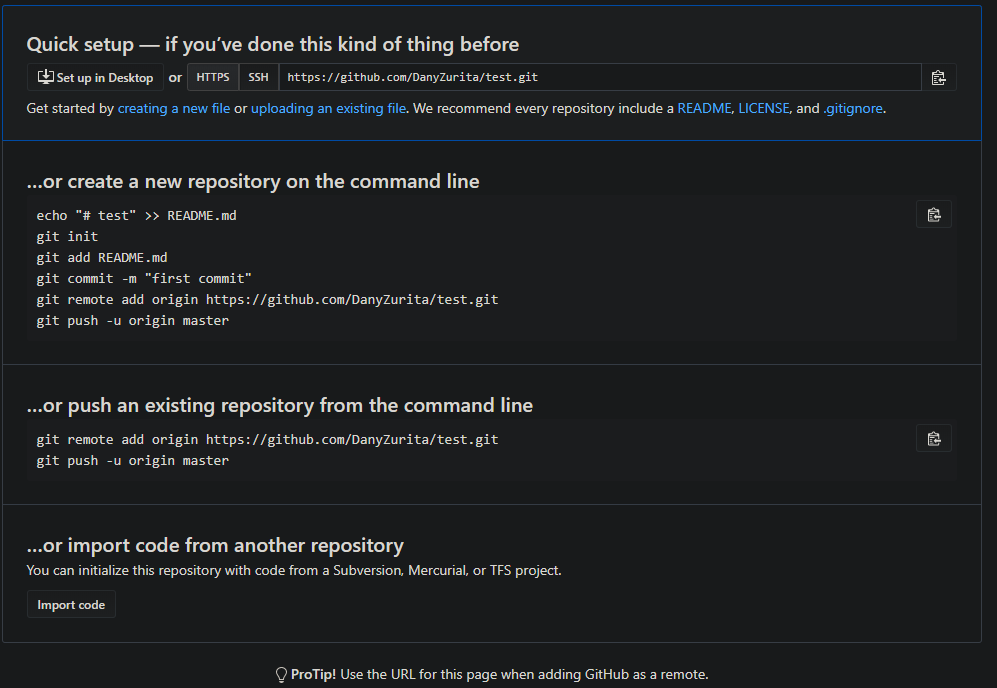 Quick setup — if you’ve done this kind of thing before
Set up in Desktop or HTTPS SSH https://github.com/DanyZurita/test.git
Get started by creating a new file or uploading an existing file. We recommend every repository include a README, LICENSE, and .gitignore.
…or create a new repository on the command line
echo "# test" >> README.md
git init
git add README.md
git commit -m "first commit"
git remote add origin https://github.com/DanyZurita/test.git
git push -u origin master
…or push an existing repository from the command line
git remote add origin https://github.com/DanyZurita/test.git
git push -u origin master
…or import code from another repository
You can initialize this repository with code from a Subversion, Mercurial, or TFS project.
Import code
ProTip! Use the URL for this page when adding GitHub as a remote.